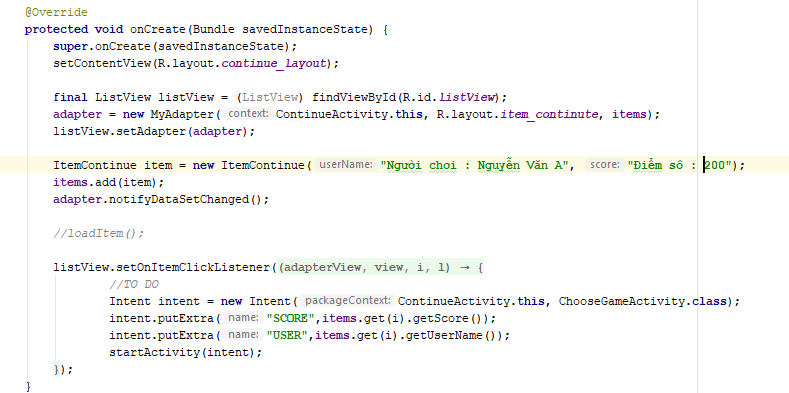 @Override
protected void onCreate(Bundle savedInstanceState) {
super.onCreate(savedInstanceState);
setContentView(R.layout.continue_layout);
final ListView listView = (ListView) findViewById(R.id.ListView);
adapter = new MyAdapter( context: ContinueActivity.this, R.layout.item_continute, items);
listView.setAdapter(adapter);
ItemContinue item = new ItemContinue( userName: "Người chơi : Nguyễn Văn A", score: "Điểm số : 200");
items.add(item);
adapter.notifyDataSetChanged();
//loadItem();
listView.setOnItemClickListener((adapterView, view, i, l) → {
//TO DO
Intent intent = new Intent( packageContext: ContinueActivity.this, ChooseGameActivity.class);
intent.putExtra( name: "SCORE",items.get(i).getScore());
intent.putExtra( name: "USER",items.get(i).getUserName());
startActivity(intent);
});
}